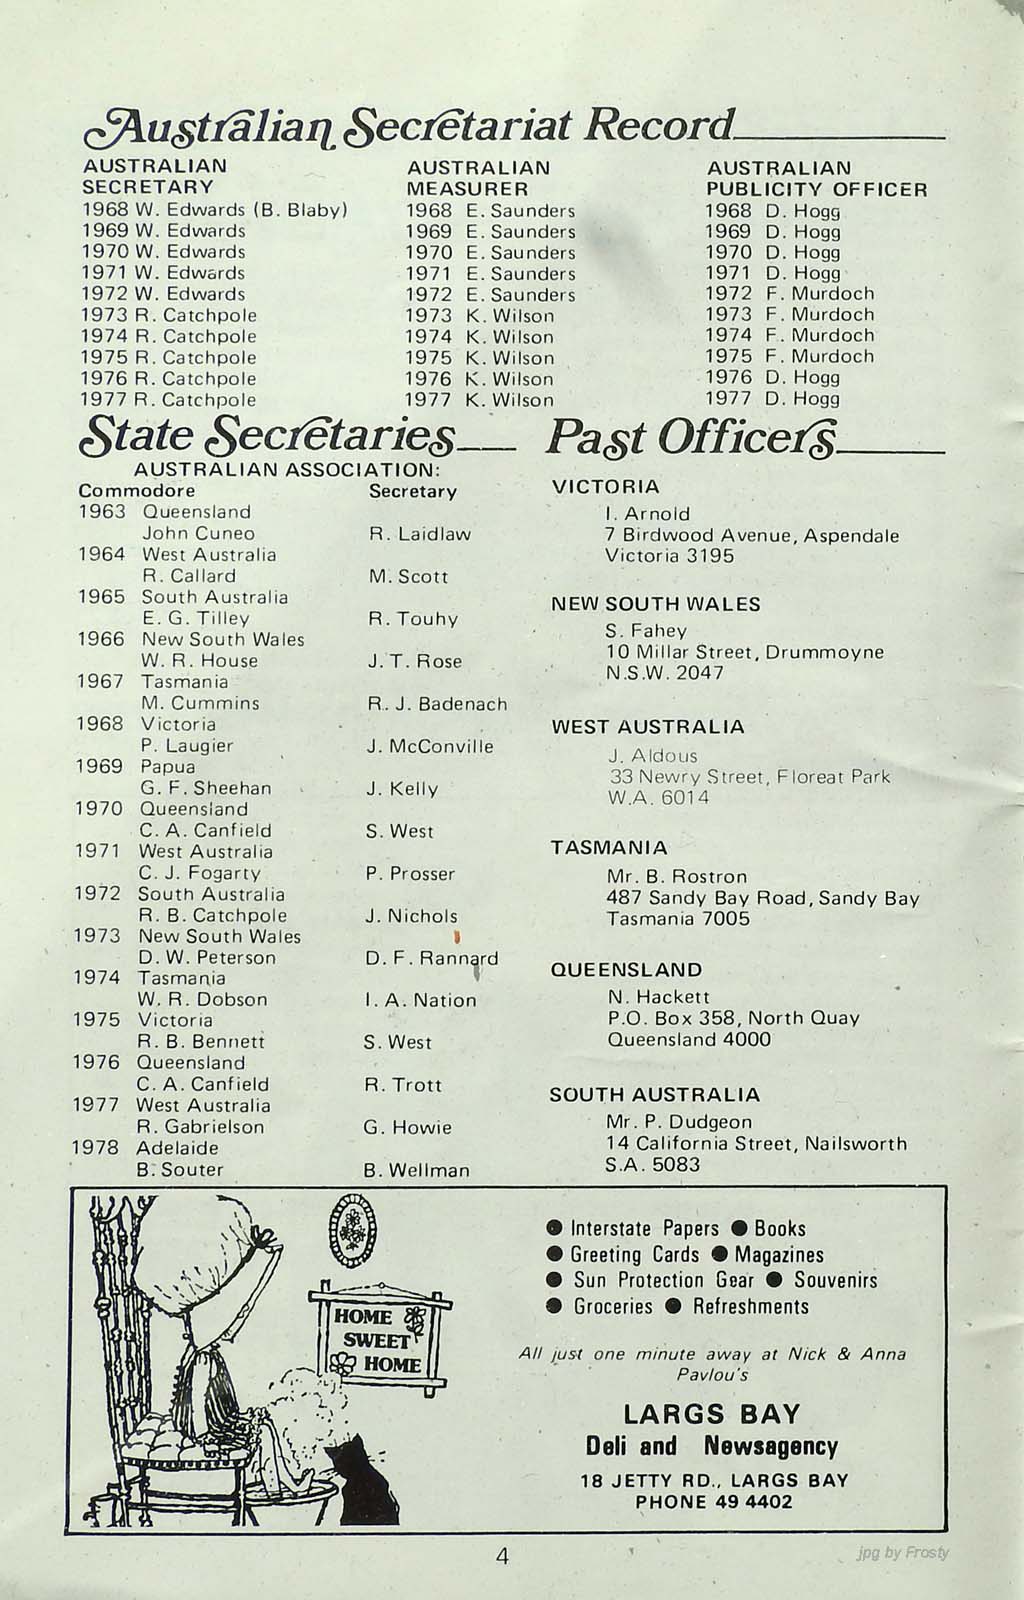 Australian Secretariat Record
AUSTRALIAN
SECRETARY
1968 W. Edwards (B. Blaby)
1969 W. Edwards
1970 W. Edwards
1971 W. Edwards
1972 W. Edwards
1973 R. Catchpole
1974 R. Catchpole
1975 R. Catchpole
1976 R. Catchpole
1977 R. Catchpole
AUSTRALIAN
MEASURER
1968 E. Saunders
1969 E. Saunders
1970 E. Saunders
1971 E. Saunders
1972 E. Saunders
1973 K. Wilson
1974 K. Wilson
1975 K. Wilson
1976 K. Wilson
1977 K. Wilson
AUSTRALIAN
PUBLICITY OFFICER
1968 D. Hogg
1969 D. Hogg
1970 D. Hogg
1971 D. Hogg
1972 F. Murdoch
1973 F. Murdoch
1974 F. Murdoch
1975 F. Murdoch
1976 D. Hogg
1977 D. Hogg
State Secretaries
AUSTRALIAN ASSOCIATION:
Commodore Secretary
1963 Queensland
John Cuneo R. Laidlaw
1964 West Australia
R. Callard M. Scott
1965 South Australia
E. G. Tilley R. Touhy
1966 New South Wales
W. R. House J. T. Rose
1967 Tasmania
M. Cummins R. J. Badenach
1968 Victoria
P. Laugier J. McConville
1969 Papua
G. F. Sheehan J. Kelly
1970 Queensland
C. A. Canfield S. West
1971 West Australia
C. J. Fogarty P. Prosser
1972 South Australia
R. B. Catchpole J. Nichols
1973 New South Wales
D. W. Peterson D. F. Rannard
1974 Tasmania
W. R. Dobson I. A. Nation
1975 Victoria
R. B. Bennett S. West
1976 Queensland
C. A. Canfield R. Trott
1977 West Australia
R. Gabrielson G. Howie
1978 Adelaide
B. Souter B. Wellman
Past Officers
VICTORIA
I. Arnold
7 Birdwood Avenue, Aspendale
Victoria 3195
NEW SOUTH WALES
S. Fahey
10 Millar Street, Drummoyne
N.S.W. 2047
WEST AUSTRALIA
J. Aldous
33 Newry Street, Floreat Park
W.A. 6014
TASMANIA
Mr. B. Rostron
487 Sandy Bay Road, Sandy Bay
Tasmania 7005
QUEENSLAND
N. Hackett
P.O. Box 358, North Quay
Queensland 4000
SOUTH AUSTRALIA
Mr. P. Dudgeon
14 California Street, Nailsworth
S.A. 5083
HOME
SWEET
HOME
● Interstate Papers ● Books
● Greeting Cards ● Magazines
● Sun Protection Gear ● Souvenirs
● Groceries ● Refreshments
All just one minute away at Nick & Anna
Pavlou's
LARGS BAY
Deli and Newsagency
18 JETTY RD., LARGS BAY
PHONE 49 4402
4
jpg by Frosty